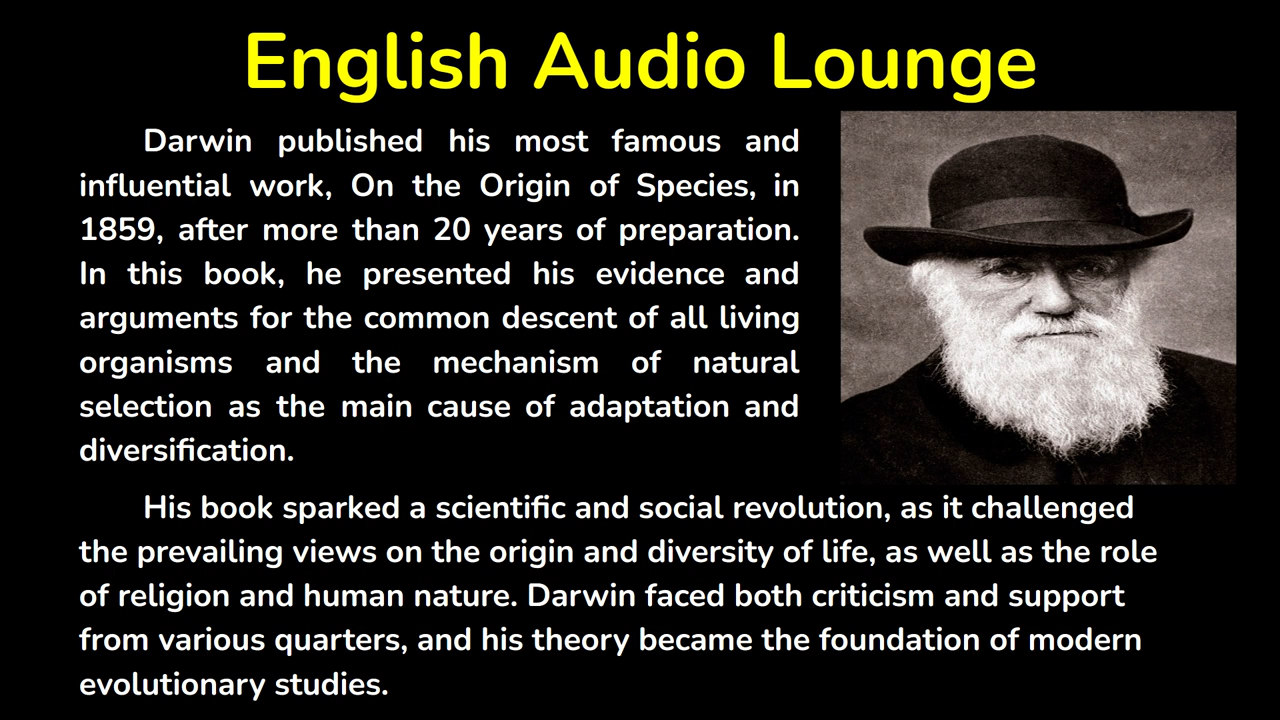 English Audio Lounge
Darwin published his most famous and
influential work, On the Origin of Species, in
1859, after more than 20 years of preparation.
In this book, he presented his evidence and
arguments for the common descent of all living
organisms and the mechanism of natural
selection as the main cause of adaptation and
diversification.
His book sparked a scientific and social revolution, as it challenged
the prevailing views on the origin and diversity of life, as well as the role
of religion and human nature. Darwin faced both criticism and support
from various quarters, and his theory became the foundation of modern
evolutionary studies.